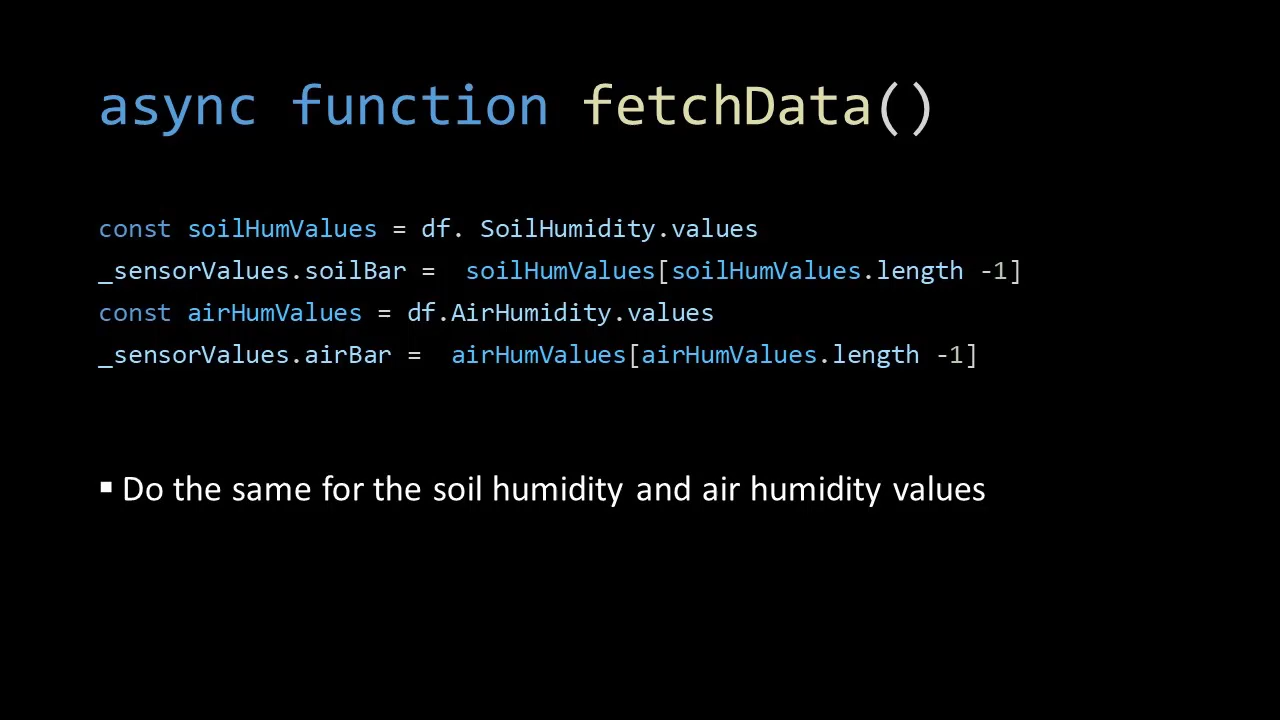 async function fetchData()
const soilHumValues = df. SoilHumidity.values
_sensorValues.soilBar =  soilHumValues[soilHumValues.length -1]
const airHumValues = df.AirHumidity.values
_sensorValues.airBar =  airHumValues[airHumValues.length -1]
▪ Do the same for the soil humidity and air humidity values